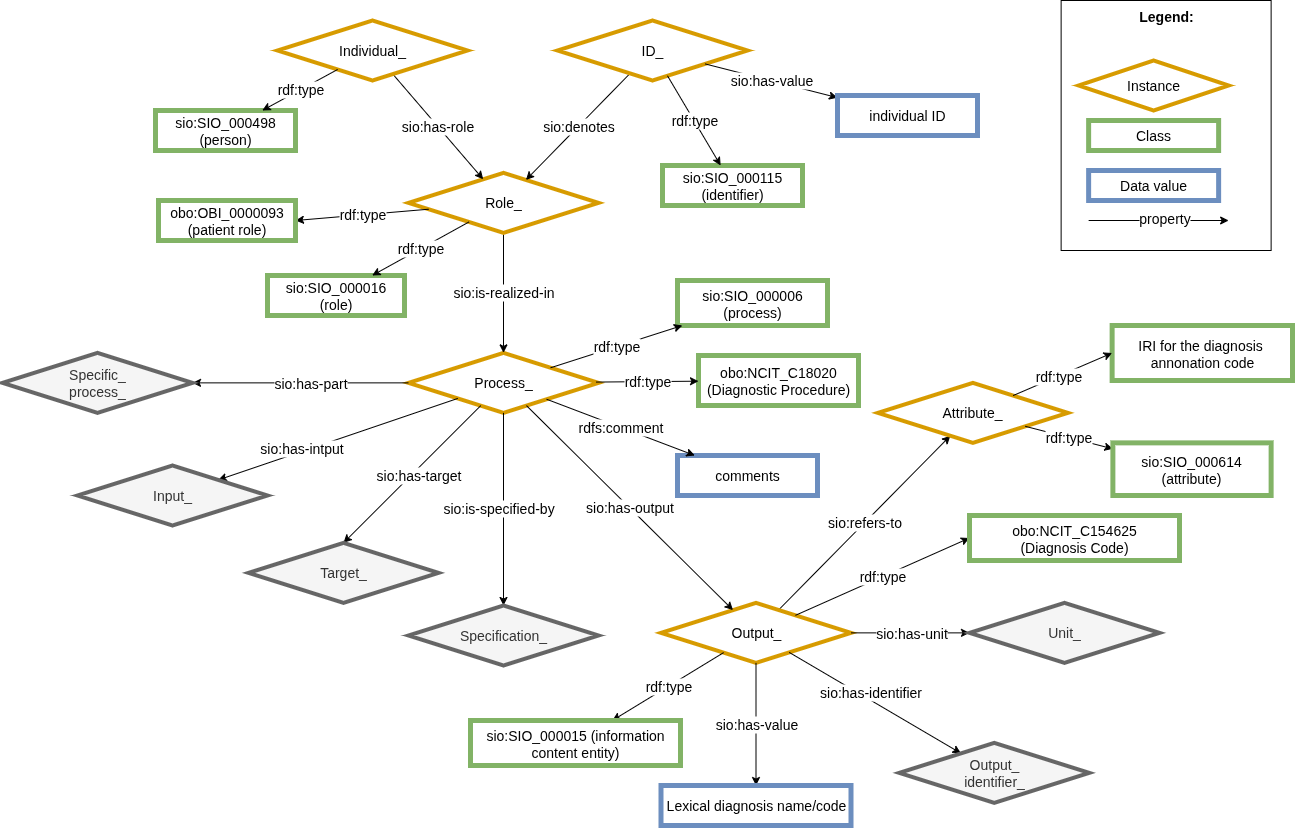 Legend:
Individual_
ID_
Instance
rdf:type
sio:has-value
individual ID
sio:SIO_000498
(person)
sio:has-role
sio:denotes
rdf:type
Class
sio:SIO_000115
(identifier)
Data value
property
obo:OBI_0000093
(patient role)
rdf:type
Role_
rdf:type
sio:SIO_000016
(role)
sio:is-realized-in
sio:SIO_000006
(process)
rdf:type
IRI for the diagnosis
annonation code
rdf:type
Specific_
process_
sio:has-part
Process_
rdf:type
obo:NCIT_C18020
(Diagnostic Procedure)
Attribute_
rdf:type
sio:has-intput
sio:has-target
rdfs:comment
comments
sio:SIO_000614
(attribute)
Input_
sio:is-specified-by
sio:has-output
sio:refers-to
obo:NCIT_C154625
(Diagnosis Code)
Target_
rdf:type
Specification_
Output_
sio:has-unit
Unit_
rdf:type
sio:has-identifier
sio:SIO_000015 (information
content entity)
sio:has-value
Output_
identifier_
Lexical diagnosis name/code